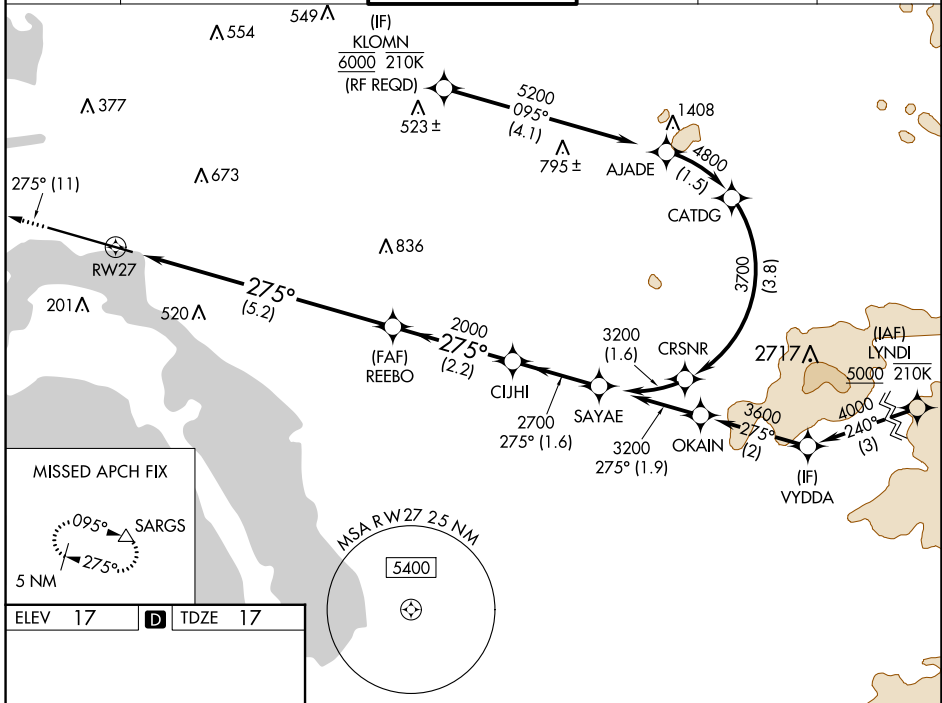 549
554
(IF)
KLOMN
6000 210K
(RF REQD)
377
523 ±
5200
095°
(4.1)
1408
795 ±
AJADE
4800
(1.5)
CATDG
673
275° (11)
RW27
836
3700
(3.8)
201
520
275°
(5.2)
(FAF)
REEBO
2000
275°
(2.2)
CIJHI
3200
(1.6)
CRSNR
2717
(IAF)
LYNDI
5000 210K
SAYAE
2700
275° (1.6)
3200
275° (1.9)
OKAIN
3600
275°
(2)
4000
240°
(3)
(IF)
VYDDA
MISSED APCH FIX
095°
SARGS
275°
5 NM
MSA RW27 25 NM
5400
ELEV 17 D TDZE 17